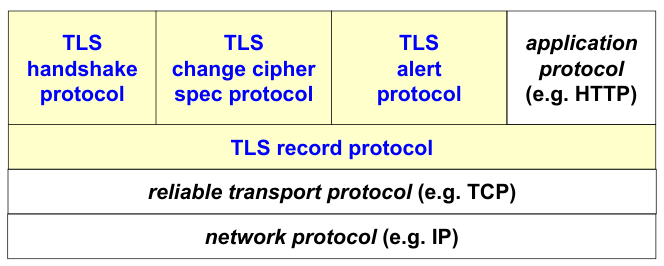 TLS
handshake
protocol
TLS
change cipher
spec protocol
TLS
alert
protocol
application
protocol
(e.g. HTTP)
TLS record protocol
reliable transport protocol (e.g. TCP)
network protocol (e.g. IP)